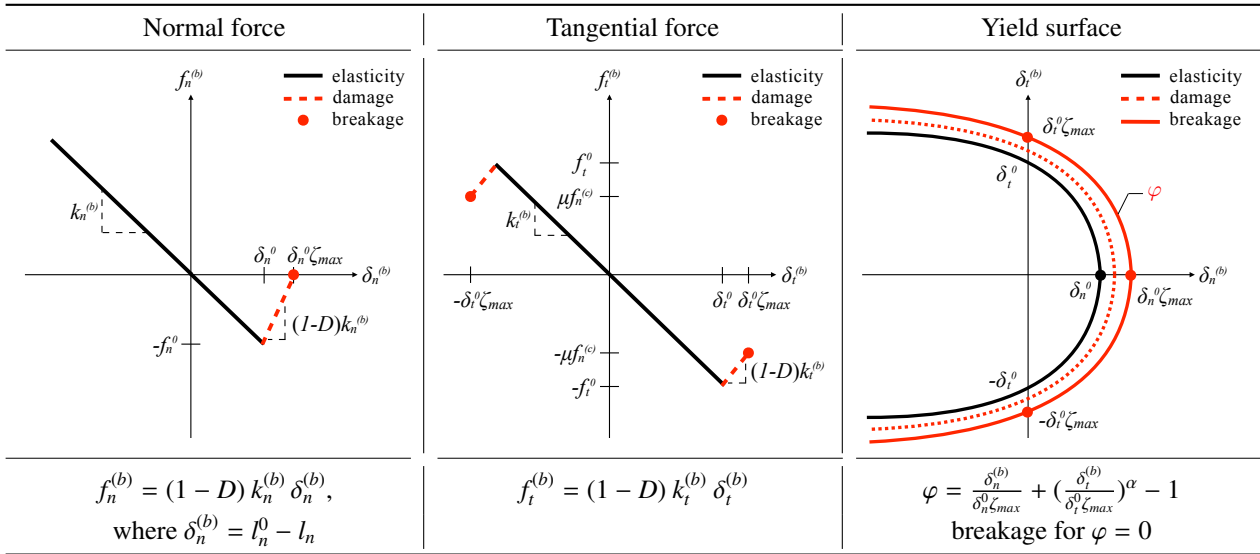 Normal force
Tangential force
Yield surface
f_n^(b)
elasticity
damage
breakage
k_n^(b)
δ_n^0
δ_n^0ζ_max
δ_n^(b)
(1-D)k_n^(b)
-f_n^0
f_t^(b)
elasticity
damage
breakage
f_t^0
μf_n^(c)
k_t^(b)
-δ_t^0ζ_max
δ_t^0
δ_t^0ζ_max
δ_t^(b)
-μf_n^(c)
(1-D)k_t^(b)
-f_t^0
δ_t^(b)
elasticity
damage
breakage
δ_t^0ζ_max
δ_t^0
φ
δ_n^(b)
δ_n^0
δ_n^0ζ_max
-δ_t^0
-δ_t^0ζ_max
f_n^(b) = (1 − D) k_n^(b) δ_n^(b),
where δ_n^(b) = l_n^0 − l_n
f_t^(b) = (1 − D) k_t^(b) δ_t^(b)
φ = δ_n^(b)/δ_n^0ζ_max + (δ_t^(b)/δ_t^0ζ_max)^α − 1
breakage for φ = 0